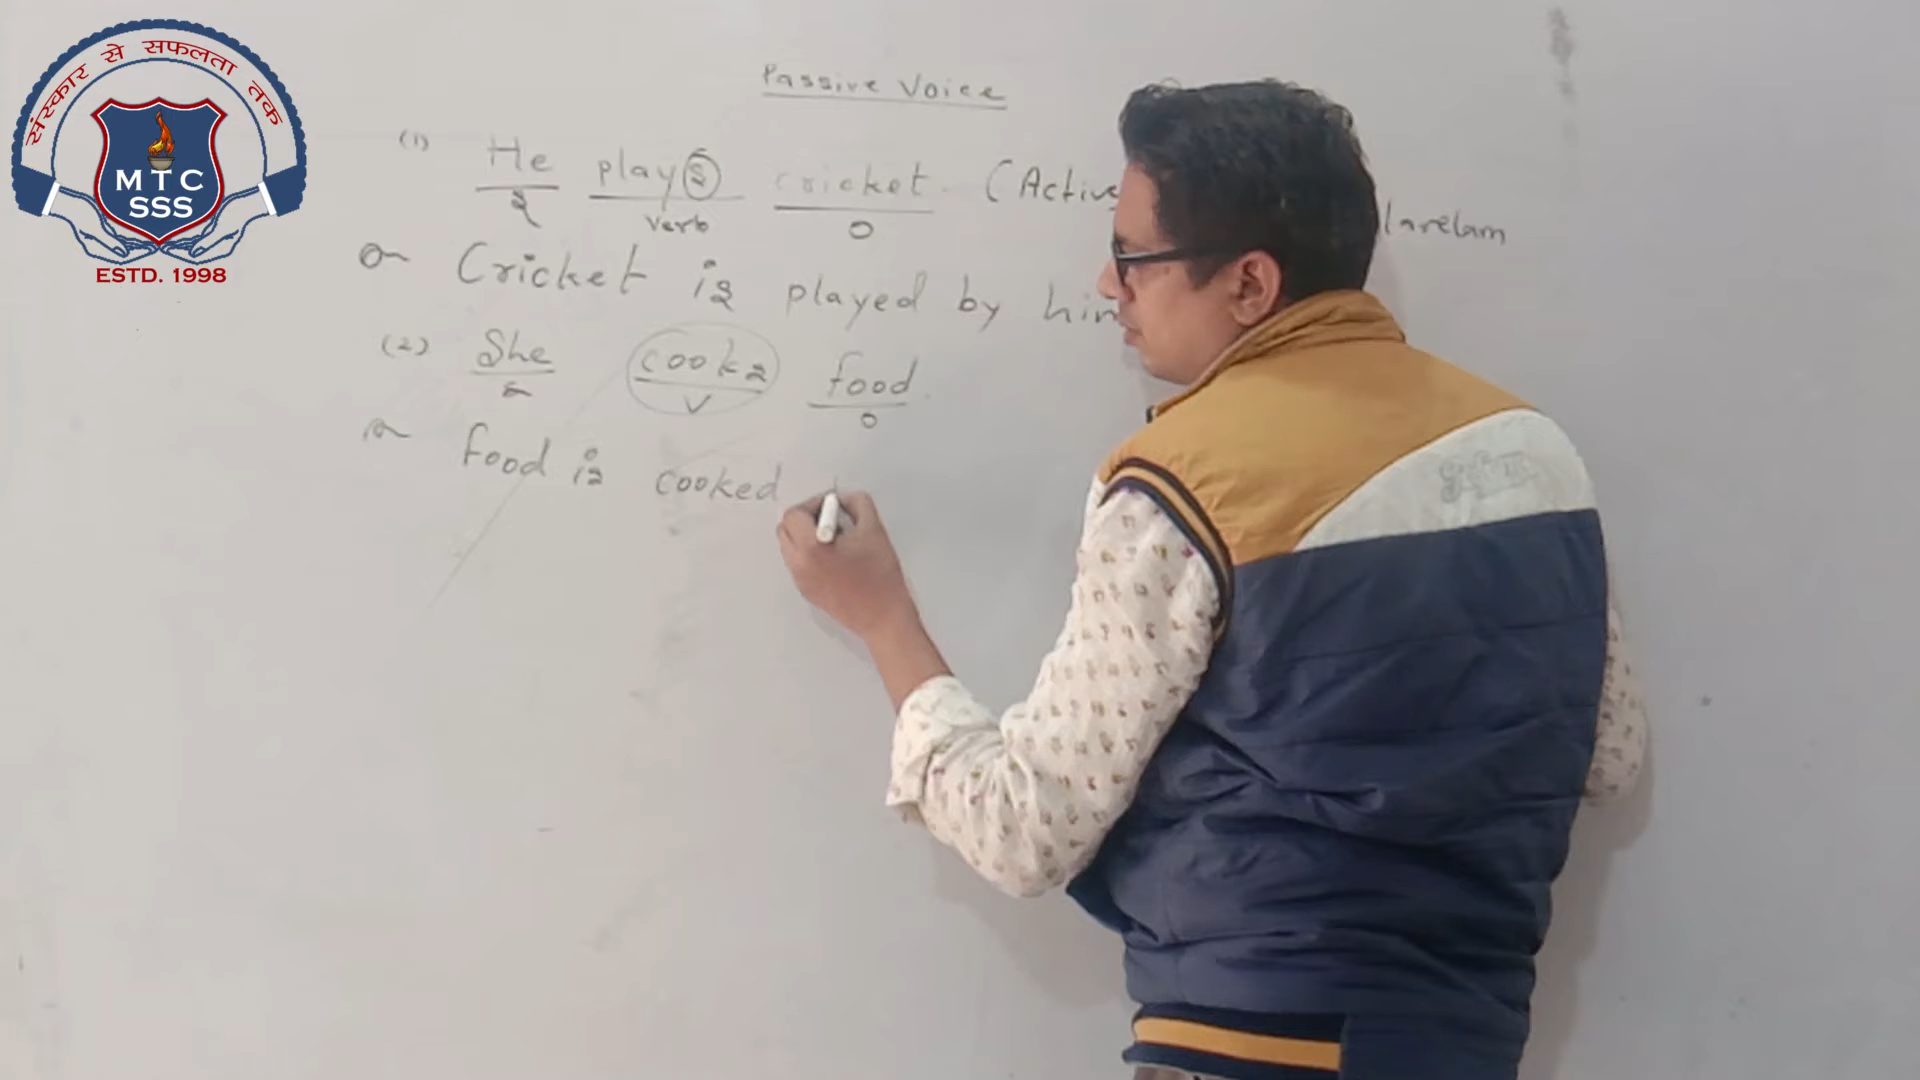 संस्कार से सफलता तक
MTC
SSS
ESTD. 1998
Passive Voice
(1) He plays cricket. (Active
S verb O
Cricket is played by him
(2) She cooks food.
S V O
Food is cooked